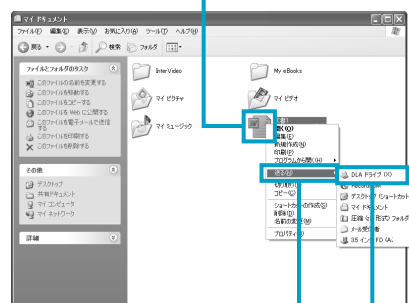 マイ ドキュメント
ファイル(F) 編集(E) 表示(V) お気に入り(A) ツール(T) ヘルプ(H)
戻る 検索 フォルダ
ファイルとフォルダのタスク
このファイルの名前を変更する
このファイルを移動する
このファイルをコピーする
このファイルを Web に公開する
このファイルを電子メールで送信する
このファイルを印刷する
このファイルを削除する
その他
デスクトップ
共有ドキュメント
マイ コンピュータ
マイ ネットワーク
詳細
InterVideo
My eBooks
マイ ピクチャ
マイ ビデオ
マイ ミュージック
開く(O)
編集(E)
新規作成(N)
印刷(P)
プログラムから開く(H)
送る(N)
切り取り(T)
コピー(C)
ショートカットの作成(S)
削除(D)
名前の変更(M)
プロパティ(R)
DLA ドライブ (X)
デスクトップ (ショートカット
マイ ドキュメント
圧縮 (zip 形式) フォルダ
メール受信者
3.5 インチ FD (A)